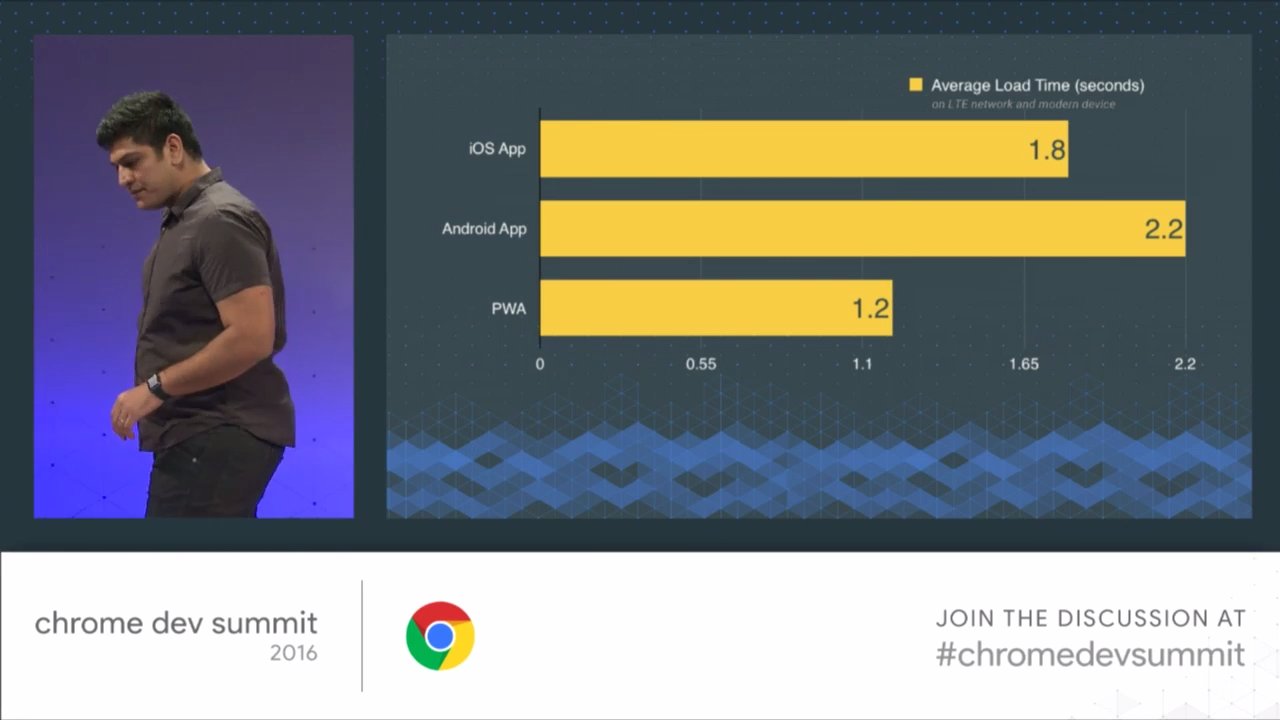 Average Load Time (seconds)
on LTE network and modern device
iOS App
1.8
Android App
2.2
PWA
1.2
0 0.55 1.1 1.65 2.2
chrome dev summit
2016
JOIN THE DISCUSSION AT
#chromedevsummit